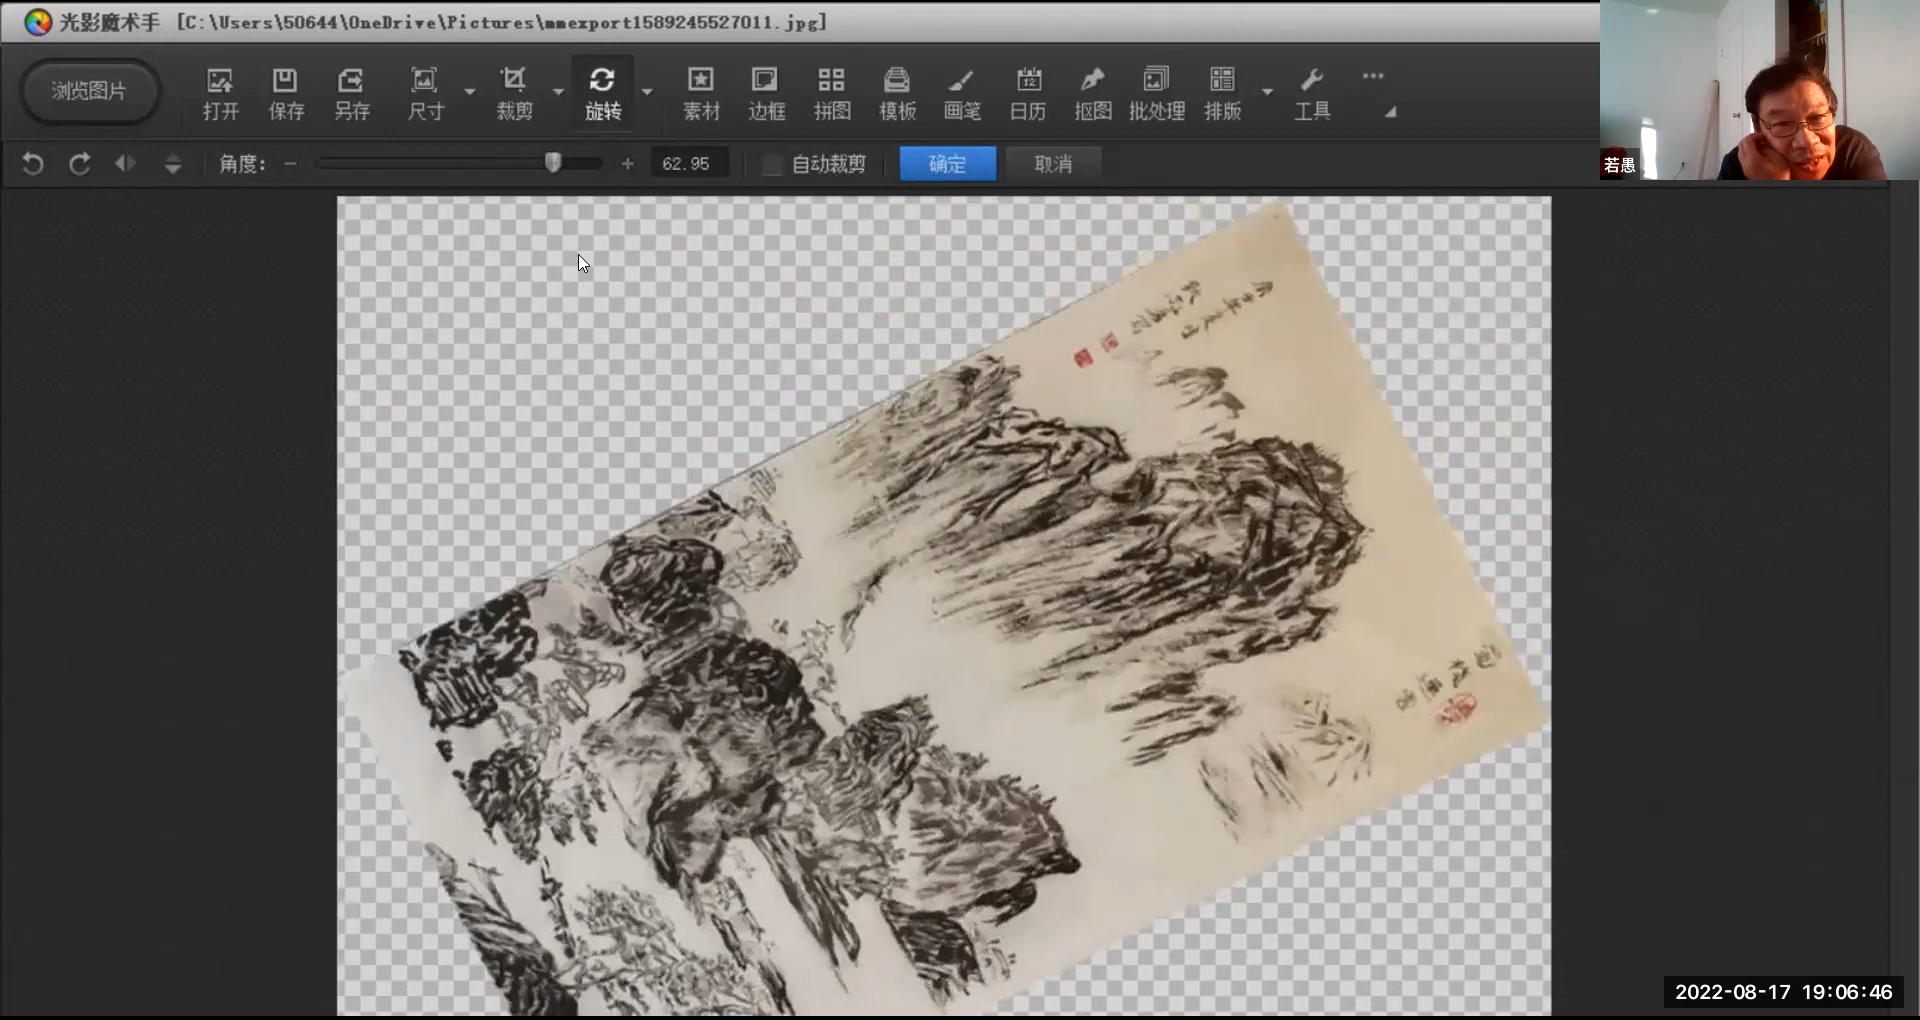 光影魔术手 [C:\Users\50644\OneDrive\Pictures\mmexport1589245527011.jpg]
浏览图片 打开 保存 另存 尺寸 裁剪 旋转 素材 边框 拼图 模板 画笔 日历 抠图 批处理 排版 工具
12
角度: 62.95 自动裁剪 确定 取消
若愚
2022-08-17 19:06:46